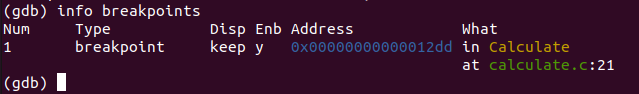 (gdb) info breakpoints
Num     Type           Disp Enb Address            What
1       breakpoint     keep y   0x00000000000012dd in Calculate
                                                   at calculate.c:21
(gdb)